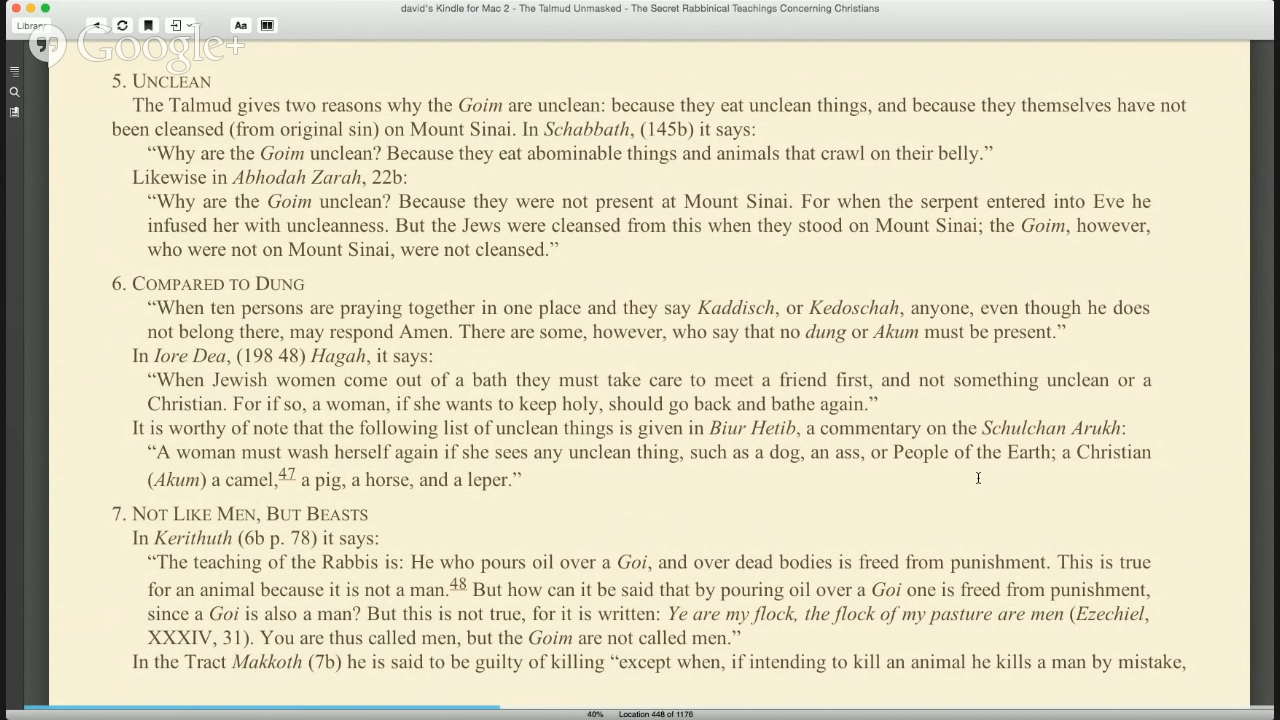 david's Kindle for Mac 2 - The Talmud Unmasked - The Secret Rabbinical Teachings Concerning Christians
Library
Aa
Google+
5. UNCLEAN
The Talmud gives two reasons why the Goim are unclean: because they eat unclean things, and because they themselves have not
been cleansed (from original sin) on Mount Sinai. In Schabbath, (145b) it says:
“Why are the Goim unclean? Because they eat abominable things and animals that crawl on their belly.”
Likewise in Abhodah Zarah, 22b:
“Why are the Goim unclean? Because they were not present at Mount Sinai. For when the serpent entered into Eve he
infused her with uncleanness. But the Jews were cleansed from this when they stood on Mount Sinai; the Goim, however,
who were not on Mount Sinai, were not cleansed.”
6. COMPARED TO DUNG
“When ten persons are praying together in one place and they say Kaddisch, or Kedoschah, anyone, even though he does
not belong there, may respond Amen. There are some, however, who say that no dung or Akum must be present.”
In Iore Dea, (198 48) Hagah, it says:
“When Jewish women come out of a bath they must take care to meet a friend first, and not something unclean or a
Christian. For if so, a woman, if she wants to keep holy, should go back and bathe again.”
It is worthy of note that the following list of unclean things is given in Biur Hetib, a commentary on the Schulchan Arukh:
“A woman must wash herself again if she sees any unclean thing, such as a dog, an ass, or People of the Earth; a Christian
(Akum) a camel,47 a pig, a horse, and a leper.”
7. NOT LIKE MEN, BUT BEASTS
In Kerithuth (6b p. 78) it says:
“The teaching of the Rabbis is: He who pours oil over a Goi, and over dead bodies is freed from punishment. This is true
for an animal because it is not a man.48 But how can it be said that by pouring oil over a Goi one is freed from punishment,
since a Goi is also a man? But this is not true, for it is written: Ye are my flock, the flock of my pasture are men (Ezechiel,
XXXIV, 31). You are thus called men, but the Goim are not called men.”
In the Tract Makkoth (7b) he is said to be guilty of killing “except when, if intending to kill an animal he kills a man by mistake,
40% Location 448 of 1176